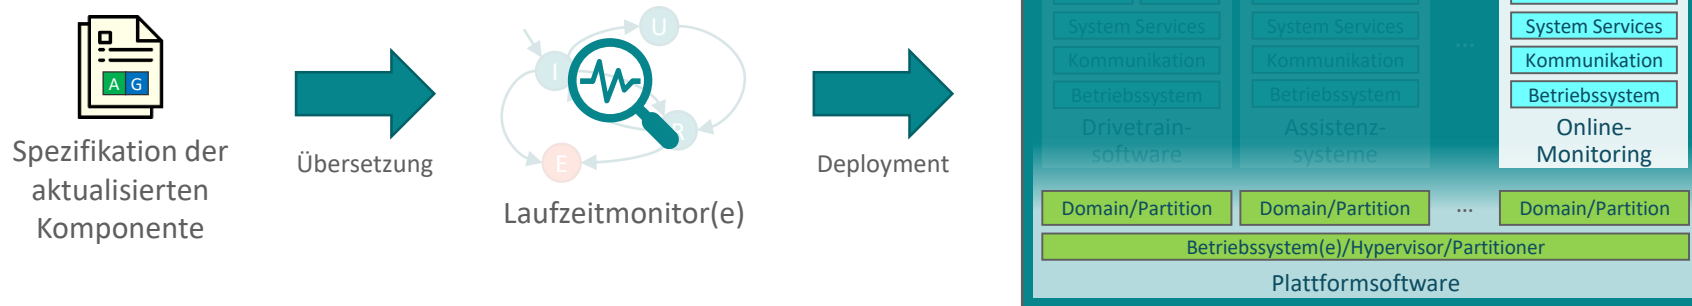 A G
Spezifikation der
aktualisierten
Komponente
Übersetzung
I
U
E
Laufzeitmonitor(e)
Deployment
System Services
Kommunikation
Betriebssystem
Drivetrain-
software
System Services
Kommunikation
Betriebssystem
Assistenz-
systeme
...
System Services
Kommunikation
Betriebssystem
Online-
Monitoring
Domain/Partition
Domain/Partition
...
Domain/Partition
Betriebssystem(e)/Hypervisor/Partitioner
Plattformsoftware